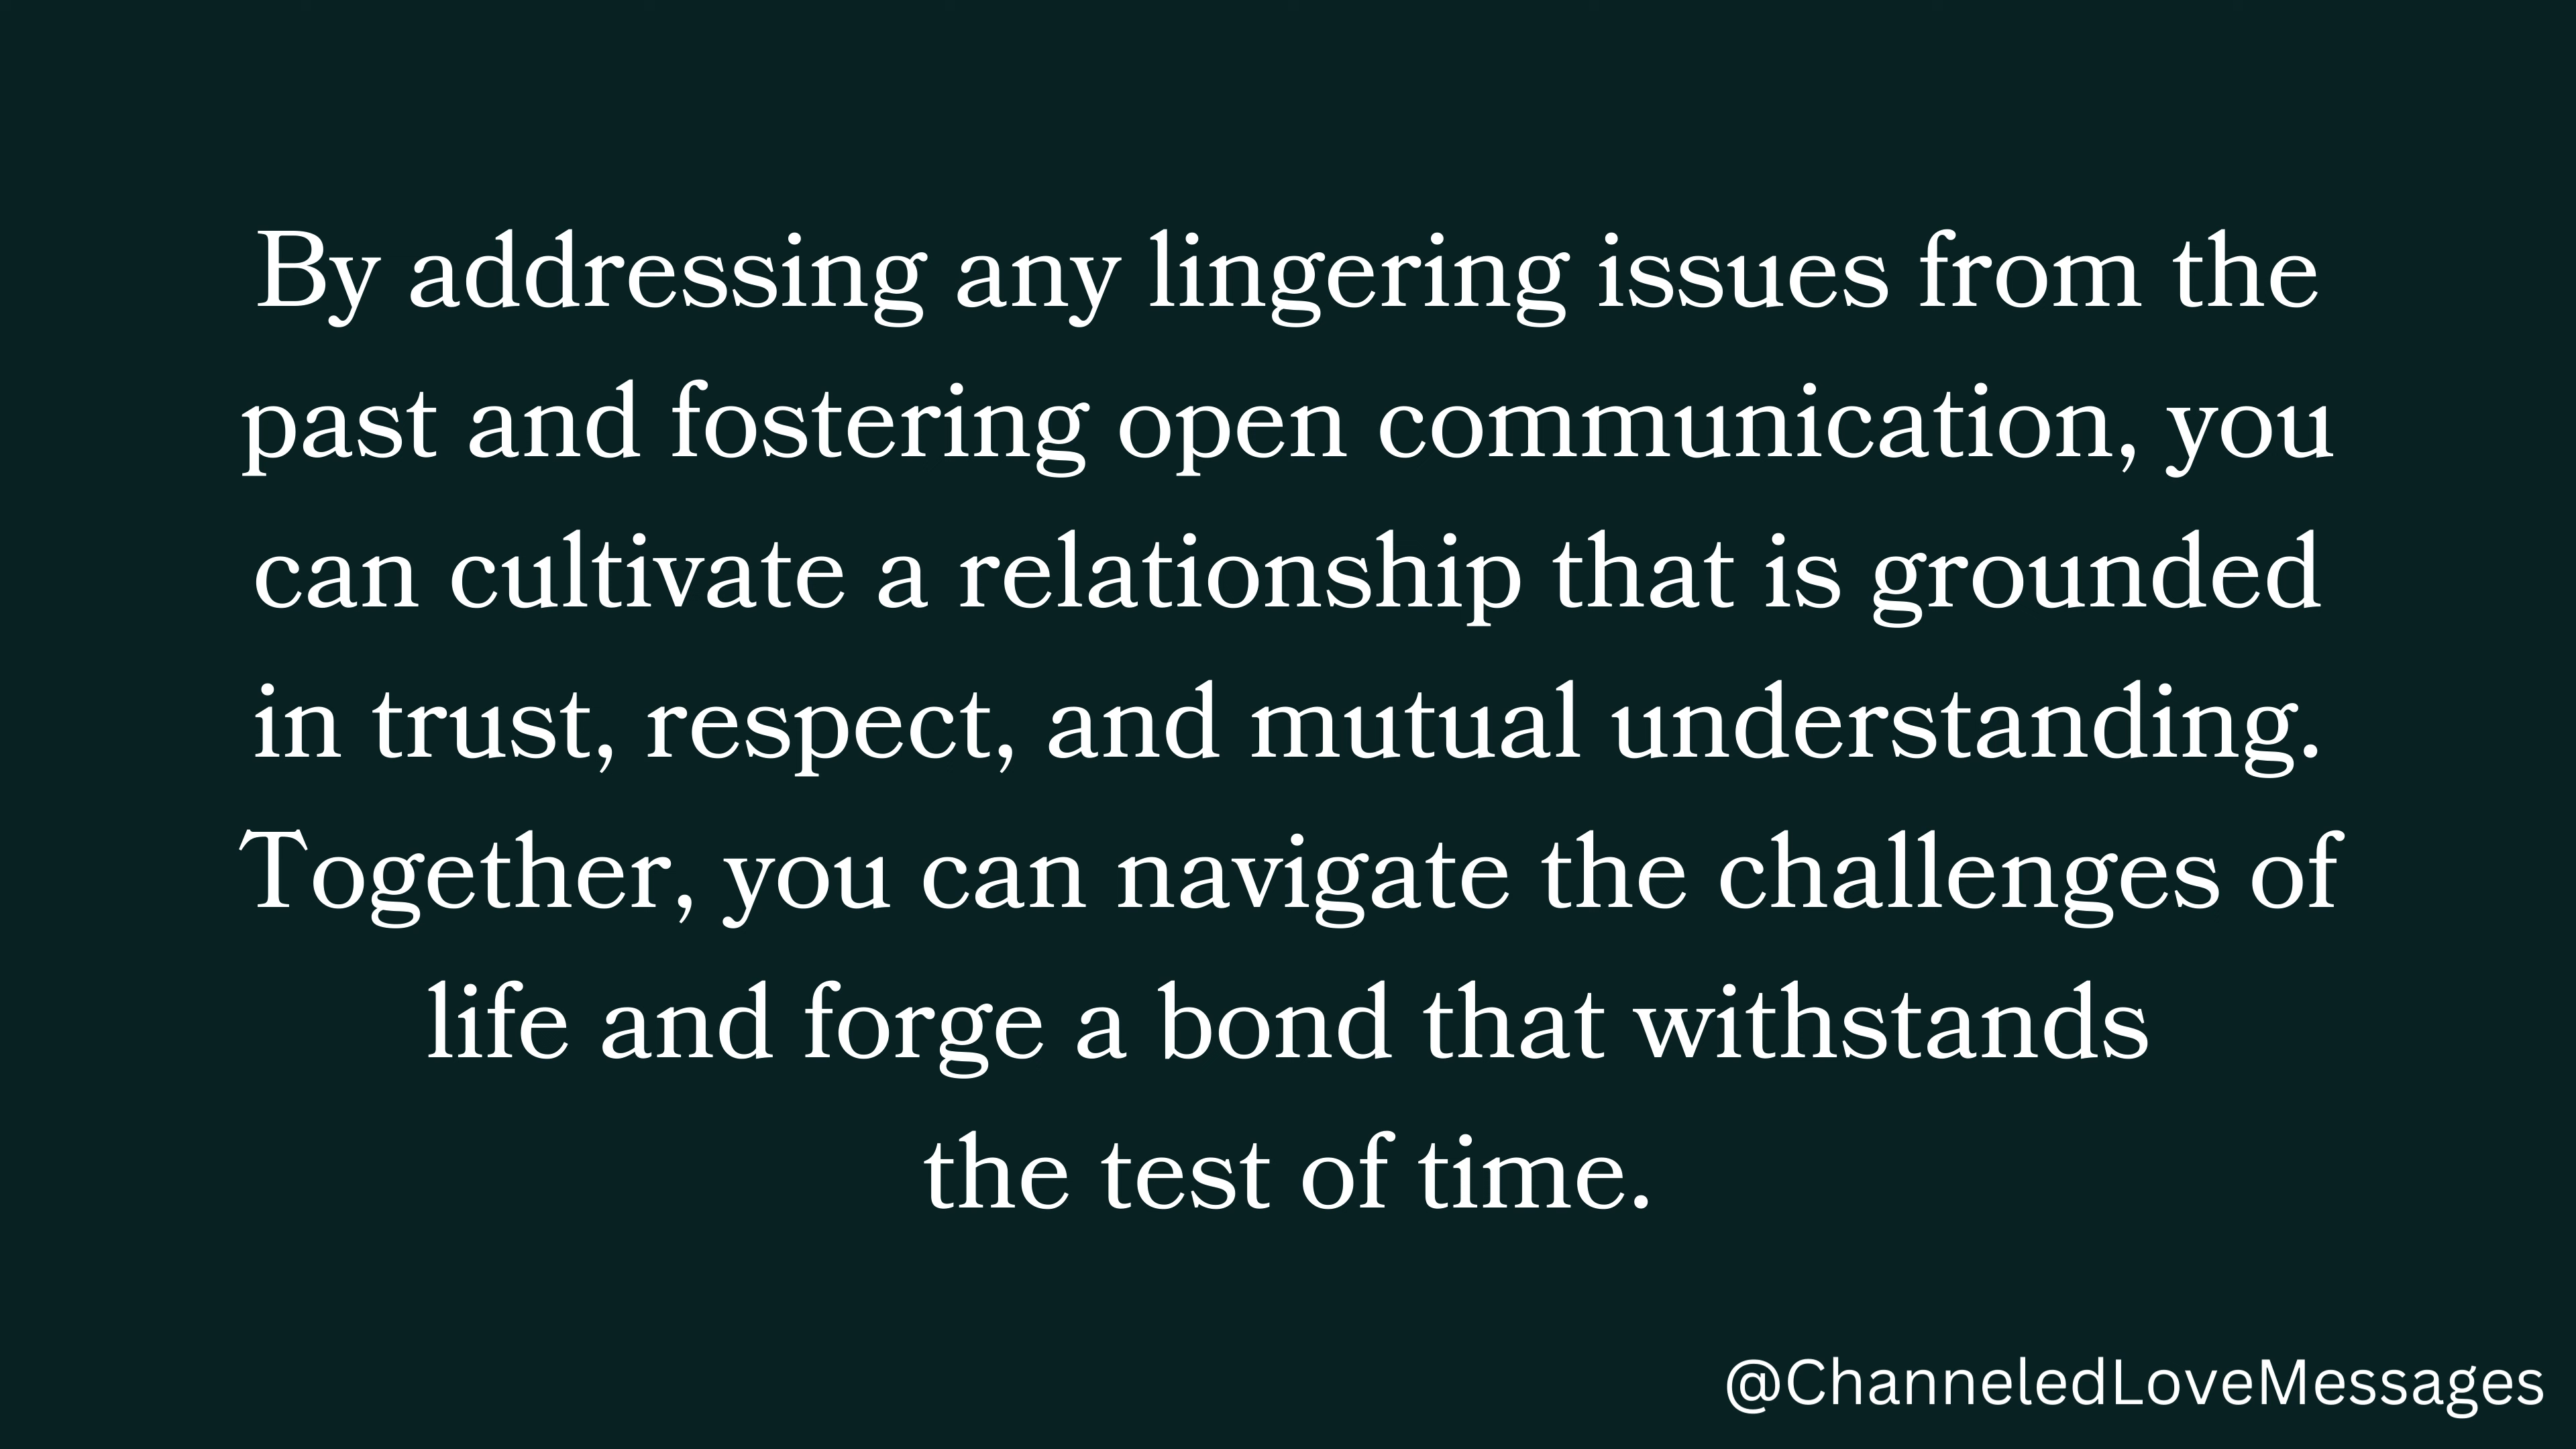 By addressing any lingering issues from the
past and fostering open communication, you
can cultivate a relationship that is grounded
in trust, respect, and mutual understanding.
Together, you can navigate the challenges of
life and forge a bond that withstands
the test of time.
@ChanneledLoveMessages